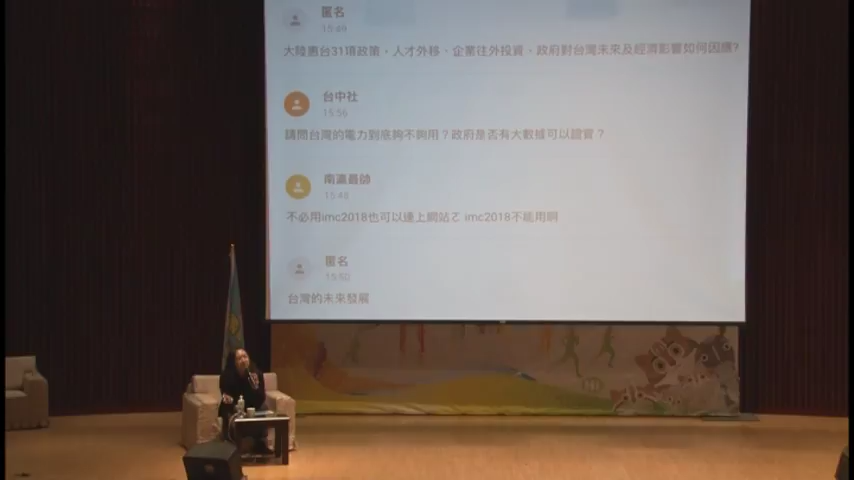 匿名
15:49
大陸惠台31項政策，人才外移、企業往外投資、政府對台灣未來及經濟影響如何因應?
台中社
15:56
請問台灣的電力到底夠不夠用？政府是否有大數據可以證實？
南瀛最帥
15:48
不必用imc2018也可以連上網站ㄛ imc2018不能用啊
匿名
15:50
台灣的未來發展